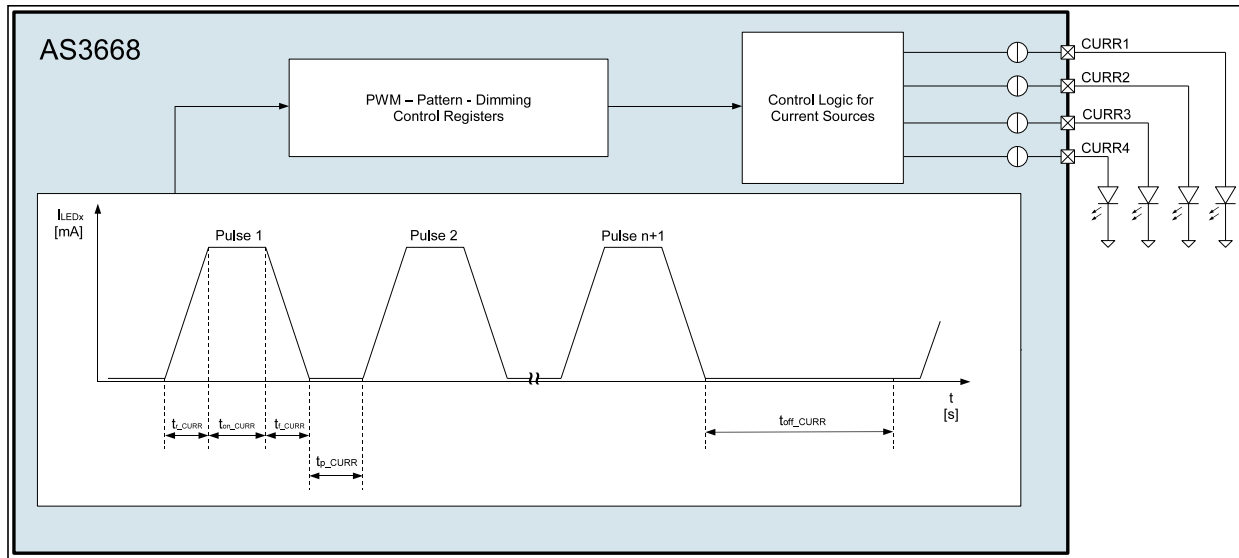 AS3668
PWM – Pattern - Dimming
Control Registers
Control Logic for
Current Sources
CURR1
CURR2
CURR3
CURR4
ILEDx
[mA]
Pulse 1
Pulse 2
Pulse n+1
t
[s]
tr_CURR
ton_CURR
tf_CURR
toff_CURR
tp_CURR